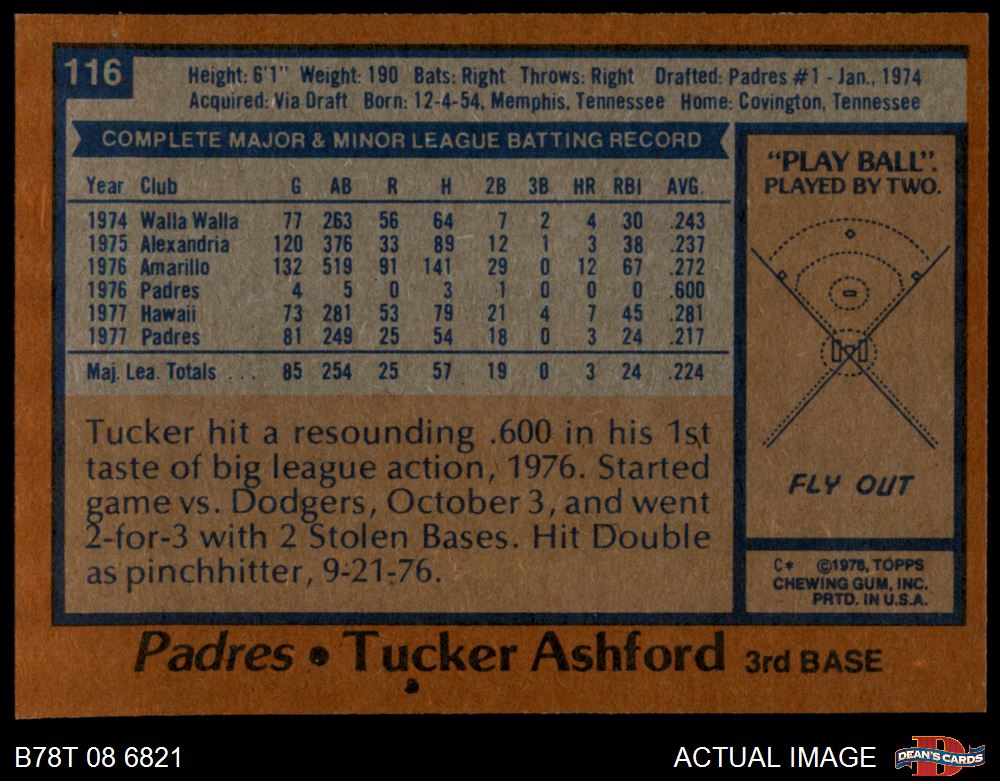 116
Height: 6'1" Weight: 190 Bats: Right Throws: Right Drafted: Padres #1 - Jan., 1974
Acquired: Via Draft Born: 12-4-54, Memphis, Tennessee Home: Covington, Tennessee
COMPLETE MAJOR & MINOR LEAGUE BATTING RECORD
Year Club G AB R H 2B 3B HR RBI AVG.
1974 Walla Walla 77 263 56 64 7 2 4 30 .243
1975 Alexandria 120 376 33 89 12 1 3 38 .237
1976 Amarillo 132 519 91 141 29 0 12 67 .272
1976 Padres 4 5 0 3 1 0 0 0 .600
1977 Hawaii 73 281 53 79 21 4 7 45 .281
1977 Padres 81 249 25 54 18 0 3 24 .217
Maj. Lea. Totals . . . 85 254 25 57 19 0 3 24 .224
Tucker hit a resounding .600 in his 1st
taste of big league action, 1976. Started
game vs. Dodgers, October 3, and went
2-for-3 with 2 Stolen Bases. Hit Double
as pinchhitter, 9-21-76.
"PLAY BALL".
PLAYED BY TWO.
FLY OUT
C* ©1978, TOPPS
CHEWING GUM, INC.
PRTD. IN U.S.A.
Padres • Tucker Ashford 3rd BASE
B78T 08 6821
ACTUAL IMAGE
D
DEAN'S CARDS